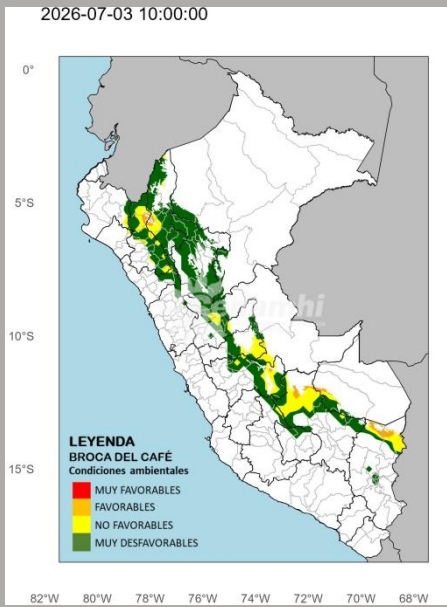 2026-07-03 10:00:00
0°
5°S
10°S
15°S
Senamhi
LEYENDA
BROCA DEL CAFÉ
Condiciones ambientales
MUY FAVORABLES
FAVORABLES
NO FAVORABLES
MUY DESFAVORABLES
82°W 80°W 78°W 76°W 74°W 72°W 70°W 68°W